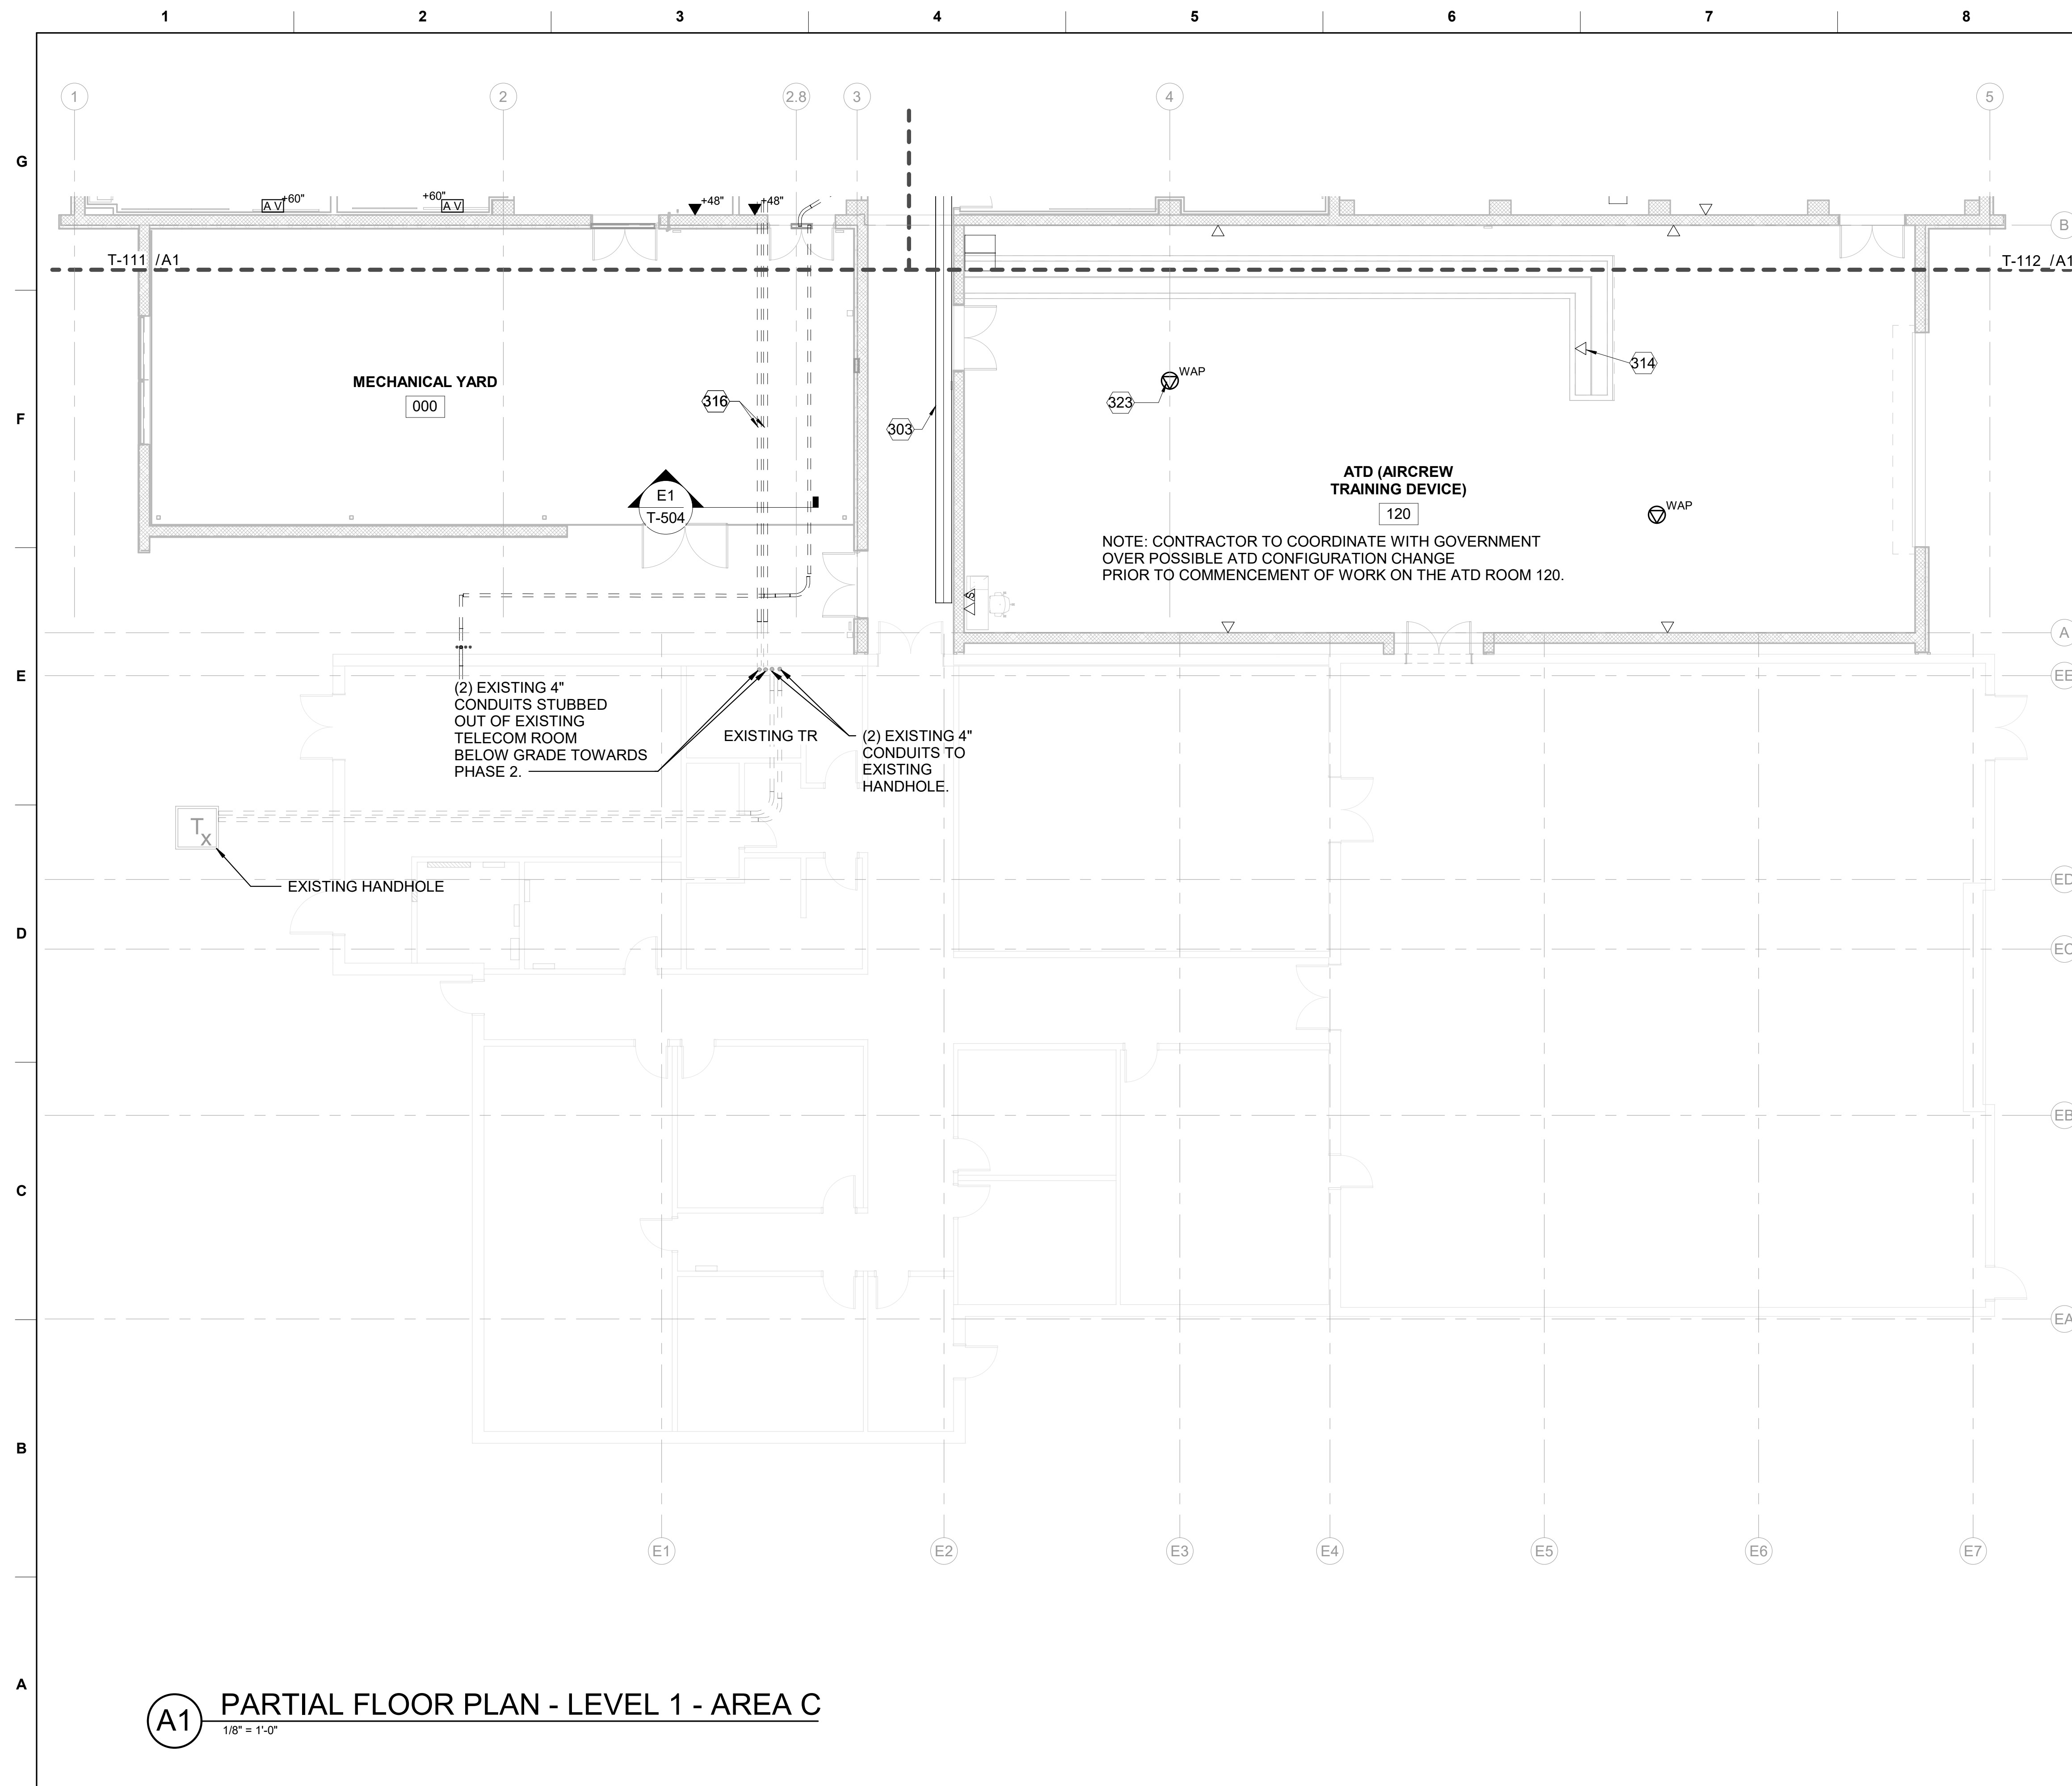 1 2 3 4 5 6 7 8
1 2 2.8 3 4 5
G
+60"
A V
+60"
A V
+48"
+48"
B
T-111 /A1
T-112 /A1
MECHANICAL YARD
000
316
303
WAP
323
314
F
ATD (AIRCREW
TRAINING DEVICE)
120
WAP
E1
T-504
NOTE: CONTRACTOR TO COORDINATE WITH GOVERNMENT
OVER POSSIBLE ATD CONFIGURATION CHANGE
PRIOR TO COMMENCEMENT OF WORK ON THE ATD ROOM 120.
S
A
E
EE
(2) EXISTING 4"
CONDUITS STUBBED
OUT OF EXISTING
TELECOM ROOM
BELOW GRADE TOWARDS
PHASE 2.
EXISTING TR
(2) EXISTING 4"
CONDUITS TO
EXISTING
HANDHOLE.
Tx
EXISTING HANDHOLE
ED
D
EC
EB
C
EA
B
E1 E2 E3 E4 E5 E6 E7
A
A1
PARTIAL FLOOR PLAN - LEVEL 1 - AREA C
1/8" = 1'-0"